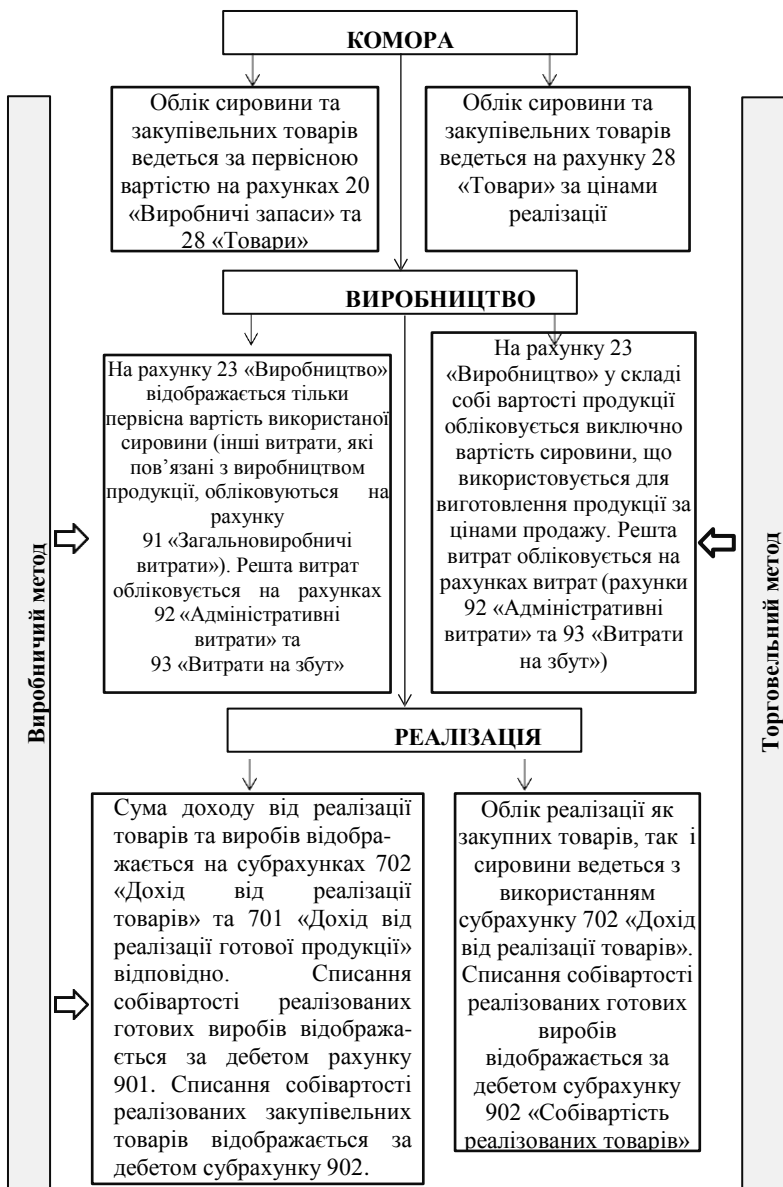 КОМОРА
Облік сировини та
закупівельних товарів
ведеться за первісною
вартістю на рахунках 20
«Виробничі запаси» та
28 «Товари»
Облік сировини та
закупівельних товарів
ведеться на рахунку 28
«Товари» за цінами
реалізації
ВИРОБНИЦТВО
На рахунку 23 «Виробництво»
відображається тільки
первісна вартість використаної
сировини (інші витрати, які
пов’язані з виробництвом
продукції, обліковуються на
рахунку
91 «Загальновиробничі
витрати»). Решта витрат
обліковується на рахунках
92 «Адміністративні
витрати» та
93 «Витрати на збут»
На рахунку 23
«Виробництво» у складі
собі вартості продукції
обліковується виключно
вартість сировини, що
використовується для
виготовлення продукції за
цінами продажу. Решта
витрат обліковується на
рахунках витрат (рахунки
92 «Адміністративні
витрати» та 93 «Витрати
на збут»)
РЕАЛІЗАЦІЯ
Сума доходу від реалізації
товарів та виробів відобра-
жається на субрахунках 702
«Дохід від реалізації
товарів» та 701 «Дохід від
реалізації готової продукції»
відповідно. Списання
собівартості реалізованих
готових виробів відобража-
ється за дебетом рахунку
901. Списання собівартості
реалізованих закупівельних
товарів відображається за
дебетом субрахунку 902.
Облік реалізації як
закупних товарів, так і
сировини ведеться з
використанням
субрахунку 702 «Дохід
від реалізації товарів».
Списання собівартості
реалізованих готових
виробів
відображається за
дебетом субрахунку
902 «Собівартість
реалізованих товарів»
Виробничий метод
Торговельний метод